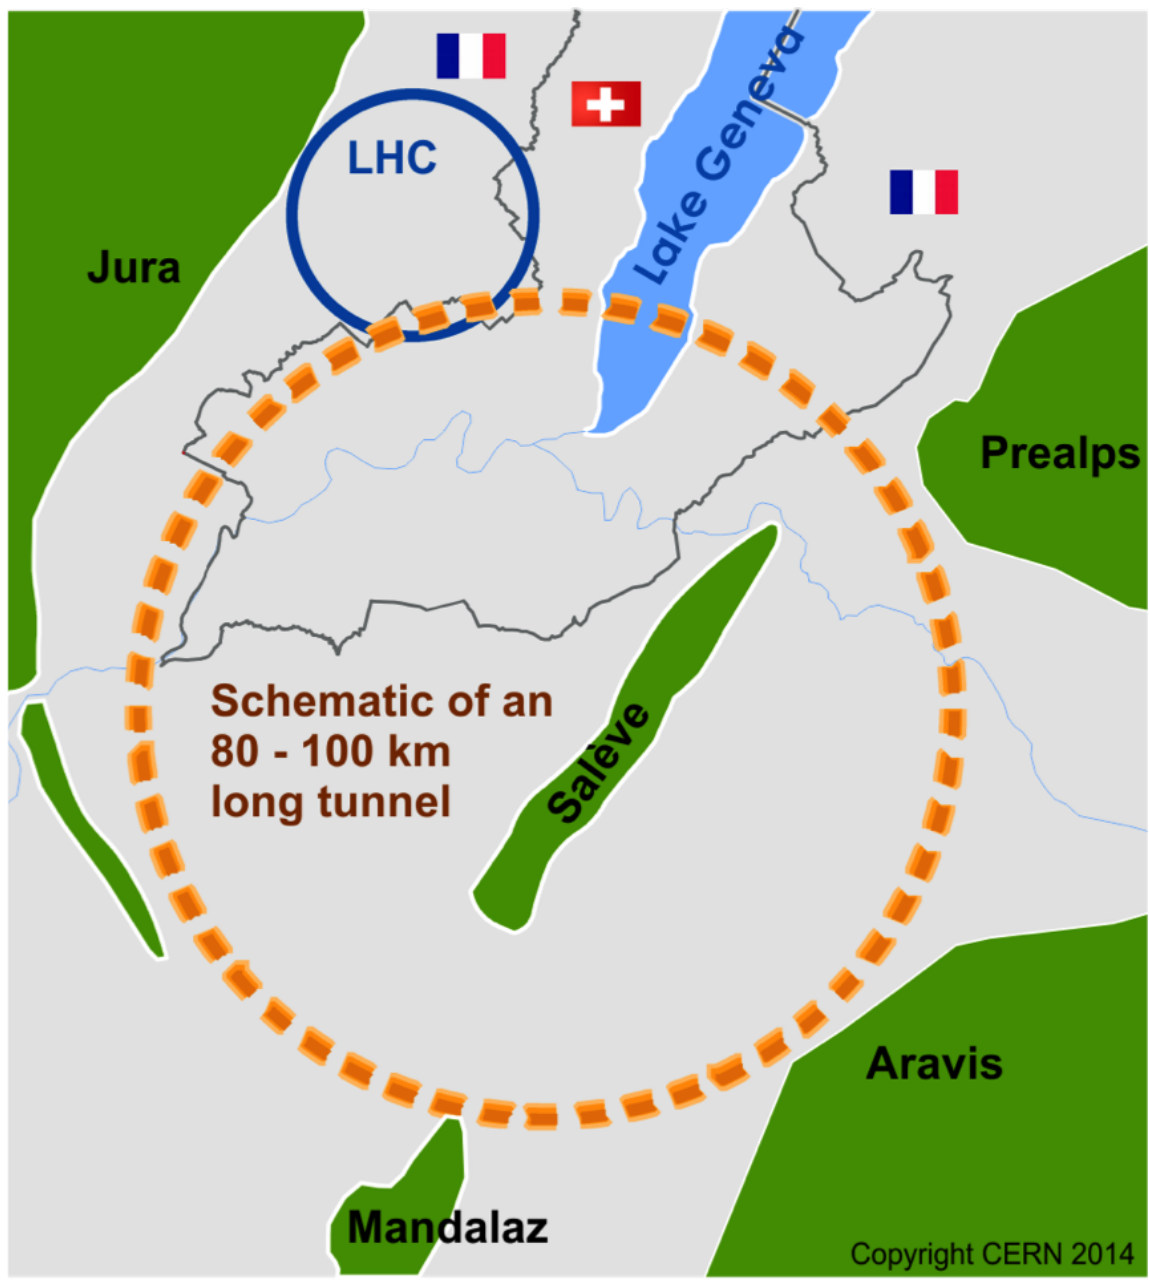 LHC
Lake Geneva
Jura
Prealps
Schematic of an
80 - 100 km
long tunnel
Salève
Aravis
Mandalaz
Copyright CERN 2014